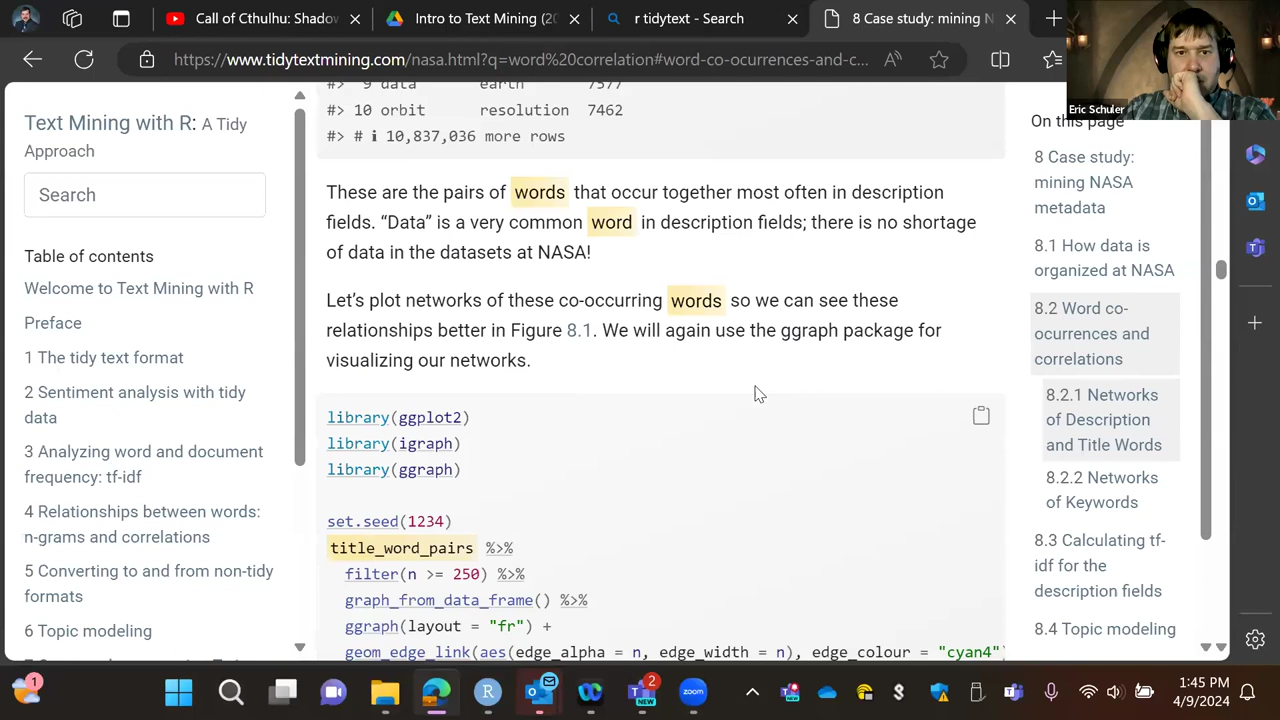 Call of Cthulhu: Shadov
Intro to Text Mining (20
r tidytext - Search
8 Case study: mining N
https://www.tidytextmining.com/nasa.html?q=word%20correlation#word-co-ocurrences-and-c...
Eric Schuler
Text Mining with R: A Tidy
Approach
Search
Table of contents
Welcome to Text Mining with R
Preface
1 The tidy text format
2 Sentiment analysis with tidy
data
3 Analyzing word and document
frequency: tf-idf
4 Relationships between words:
n-grams and correlations
5 Converting to and from non-tidy
formats
6 Topic modeling
#> 9 data earth 7577
#> 10 orbit resolution 7462
#> # ℹ 10,837,036 more rows
These are the pairs of words that occur together most often in description
fields. “Data” is a very common word in description fields; there is no shortage
of data in the datasets at NASA!
Let’s plot networks of these co-occurring words so we can see these
relationships better in Figure 8.1. We will again use the ggraph package for
visualizing our networks.
library(ggplot2)
library(igraph)
library(ggraph)
set.seed(1234)
title_word_pairs %>%
filter(n >= 250) %>%
graph_from_data_frame() %>%
ggraph(layout = "fr") +
geom_edge_link(aes(edge_alpha = n, edge_width = n), edge_colour = "cyan4")
On this page
8 Case study:
mining NASA
metadata
8.1 How data is
organized at NASA
8.2 Word co-
ocurrences and
correlations
8.2.1 Networks
of Description
and Title Words
8.2.2 Networks
of Keywords
8.3 Calculating tf-
idf for the
description fields
8.4 Topic modeling
1
2
NEW
zoom
1:45 PM
4/9/2024